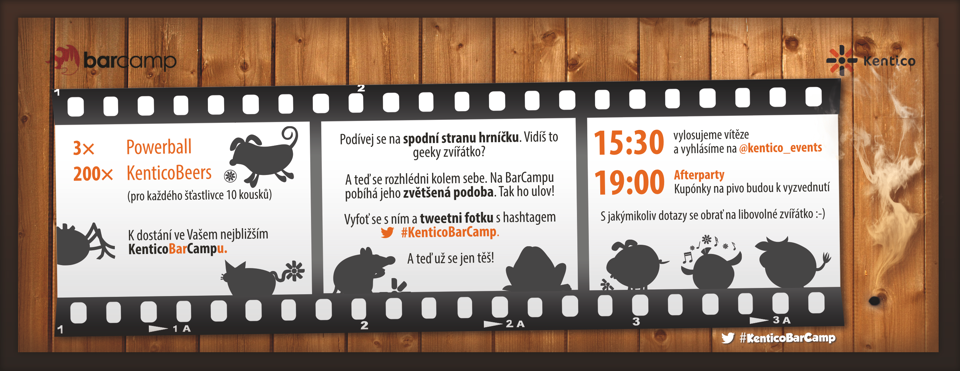 barcamp
Kentico
1
2
3× Powerball
200× KenticoBeers
(pro každého šťastlivce 10 kousků)
K dostání ve Vašem nejbližším
KenticoBarCampu.
Podívej se na spodní stranu hrníčku. Vidíš to
geeky zvířátko?
A teď se rozhlédni kolem sebe. Na BarCampu
pobíhá jeho zvětšená podoba. Tak ho ulov!
Vyfoť se s ním a tweetni fotku s hashtagem
#KenticoBarCamp.
A teď už se jen těš!
15:30 vylosujeme vítěze
a vyhlásíme na @kentico_events
19:00 Afterparty
Kupónky na pivo budou k vyzvednutí
S jakýmikoliv dotazy se obrať na libovolné zvířátko :-)
1
1 A
2
2 A
3
3 A
#KenticoBarCamp